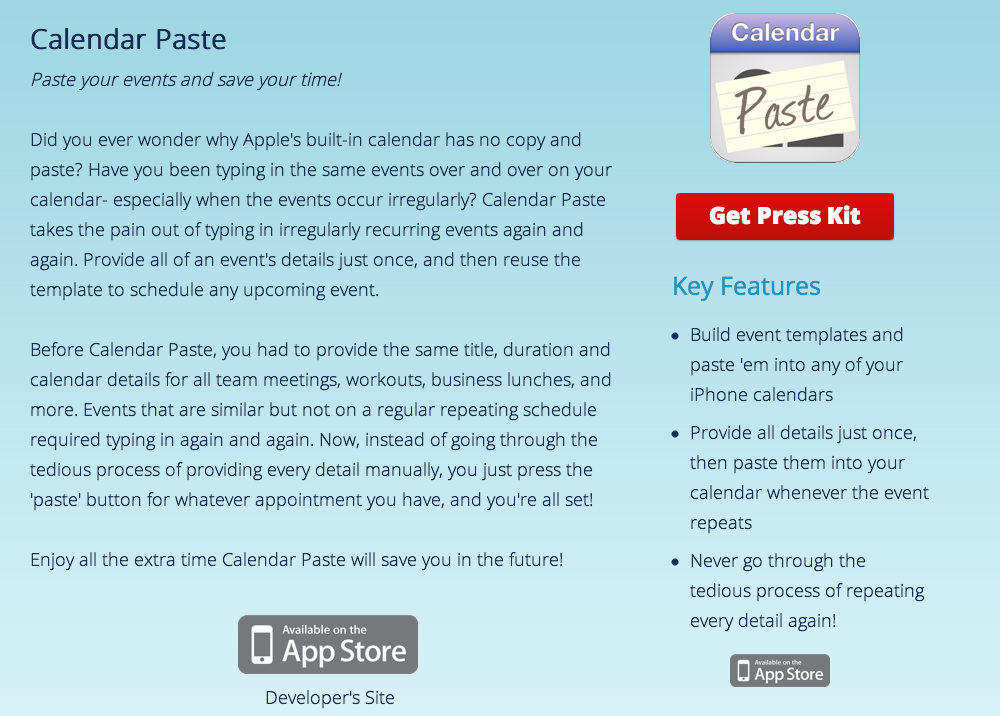 Calendar Paste
Paste your events and save your time!
Did you ever wonder why Apple's built-in calendar has no copy and
paste? Have you been typing in the same events over and over on your
calendar- especially when the events occur irregularly? Calendar Paste
takes the pain out of typing in irregularly recurring events again and
again. Provide all of an event's details just once, and then reuse the
template to schedule any upcoming event.
Before Calendar Paste, you had to provide the same title, duration and
calendar details for all team meetings, workouts, business lunches, and
more. Events that are similar but not on a regular repeating schedule
required typing in again and again. Now, instead of going through the
tedious process of providing every detail manually, you just press the
'paste' button for whatever appointment you have, and you're all set!
Enjoy all the extra time Calendar Paste will save you in the future!
Available on the
App Store
Developer's Site
Calendar
Paste
Get Press Kit
Key Features
• Build event templates and
paste 'em into any of your
iPhone calendars
• Provide all details just once,
then paste them into your
calendar whenever the event
repeats
• Never go through the
tedious process of repeating
every detail again!
Available on the
App Store